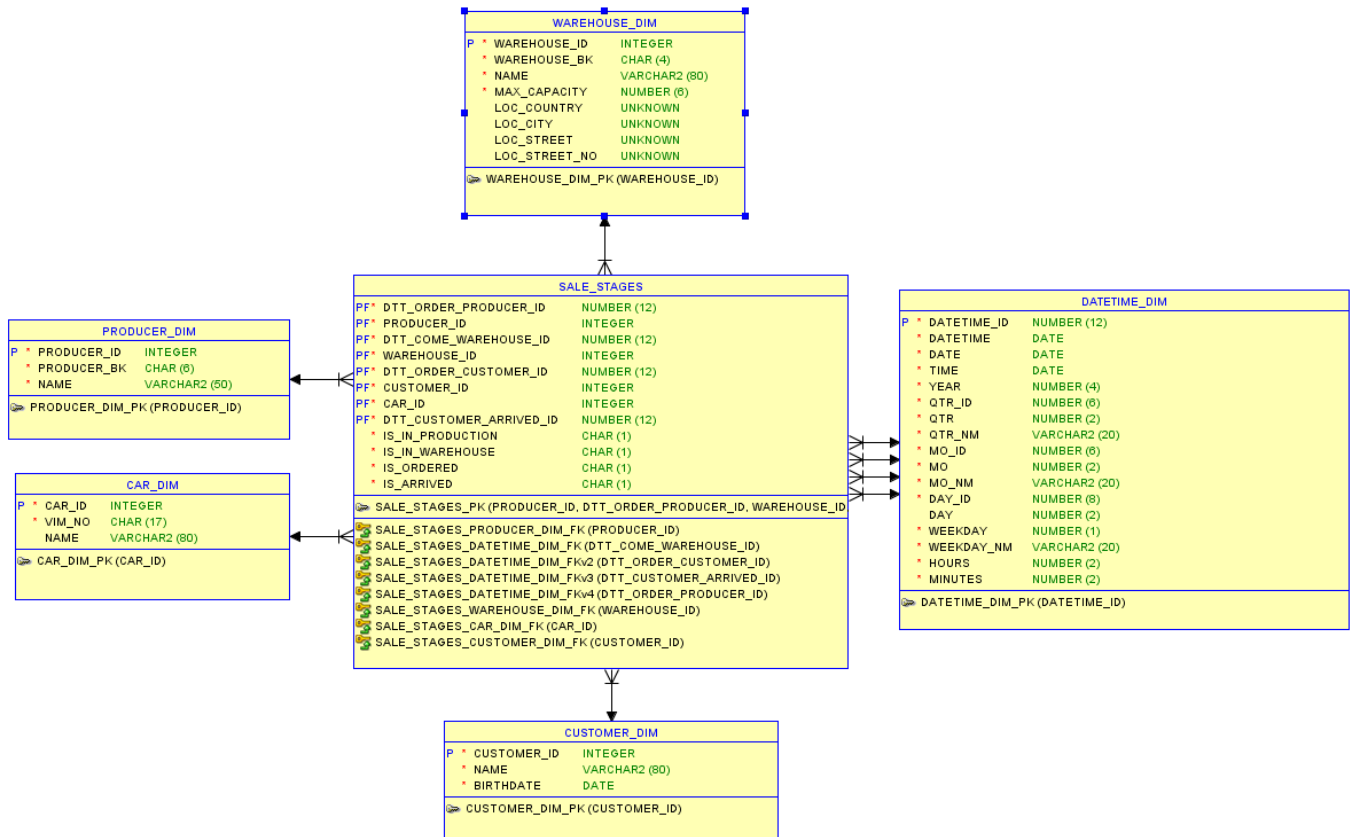 WAREHOUSE_DIM
P * WAREHOUSE_ID INTEGER
* WAREHOUSE_BK CHAR (4)
* NAME VARCHAR2 (80)
* MAX_CAPACITY NUMBER (6)
LOC_COUNTRY UNKNOWN
LOC_CITY UNKNOWN
LOC_STREET UNKNOWN
LOC_STREET_NO UNKNOWN
WAREHOUSE_DIM_PK (WAREHOUSE_ID)
PRODUCER_DIM
P * PRODUCER_ID INTEGER
* PRODUCER_BK CHAR (6)
* NAME VARCHAR2 (50)
PRODUCER_DIM_PK (PRODUCER_ID)
CAR_DIM
P * CAR_ID INTEGER
* VIM_NO CHAR (17)
NAME VARCHAR2 (80)
CAR_DIM_PK (CAR_ID)
SALE_STAGES
PF* DTT_ORDER_PRODUCER_ID NUMBER (12)
PF* PRODUCER_ID INTEGER
PF* DTT_COME_WAREHOUSE_ID NUMBER (12)
PF* WAREHOUSE_ID INTEGER
PF* DTT_ORDER_CUSTOMER_ID NUMBER (12)
PF* CUSTOMER_ID INTEGER
PF* CAR_ID INTEGER
PF* DTT_CUSTOMER_ARRIVED_ID NUMBER (12)
* IS_IN_PRODUCTION CHAR (1)
* IS_IN_WAREHOUSE CHAR (1)
* IS_ORDERED CHAR (1)
* IS_ARRIVED CHAR (1)
SALE_STAGES_PK (PRODUCER_ID, DTT_ORDER_PRODUCER_ID, WAREHOUSE_ID
SALE_STAGES_PRODUCER_DIM_FK (PRODUCER_ID)
SALE_STAGES_DATETIME_DIM_FK (DTT_COME_WAREHOUSE_ID)
SALE_STAGES_DATETIME_DIM_FKv2 (DTT_ORDER_CUSTOMER_ID)
SALE_STAGES_DATETIME_DIM_FKv3 (DTT_CUSTOMER_ARRIVED_ID)
SALE_STAGES_DATETIME_DIM_FKv4 (DTT_ORDER_PRODUCER_ID)
SALE_STAGES_WAREHOUSE_DIM_FK (WAREHOUSE_ID)
SALE_STAGES_CAR_DIM_FK (CAR_ID)
SALE_STAGES_CUSTOMER_DIM_FK (CUSTOMER_ID)
DATETIME_DIM
P * DATETIME_ID NUMBER (12)
* DATETIME DATE
* DATE DATE
* TIME DATE
* YEAR NUMBER (4)
* QTR_ID NUMBER (6)
* QTR NUMBER (2)
* QTR_NM VARCHAR2 (20)
* MO_ID NUMBER (6)
* MO NUMBER (2)
* MO_NM VARCHAR2 (20)
* DAY_ID NUMBER (8)
DAY NUMBER (2)
* WEEKDAY NUMBER (1)
* WEEKDAY_NM VARCHAR2 (20)
* HOURS NUMBER (2)
* MINUTES NUMBER (2)
DATETIME_DIM_PK (DATETIME_ID)
CUSTOMER_DIM
P * CUSTOMER_ID INTEGER
* NAME VARCHAR2 (80)
* BIRTHDATE DATE
CUSTOMER_DIM_PK (CUSTOMER_ID)